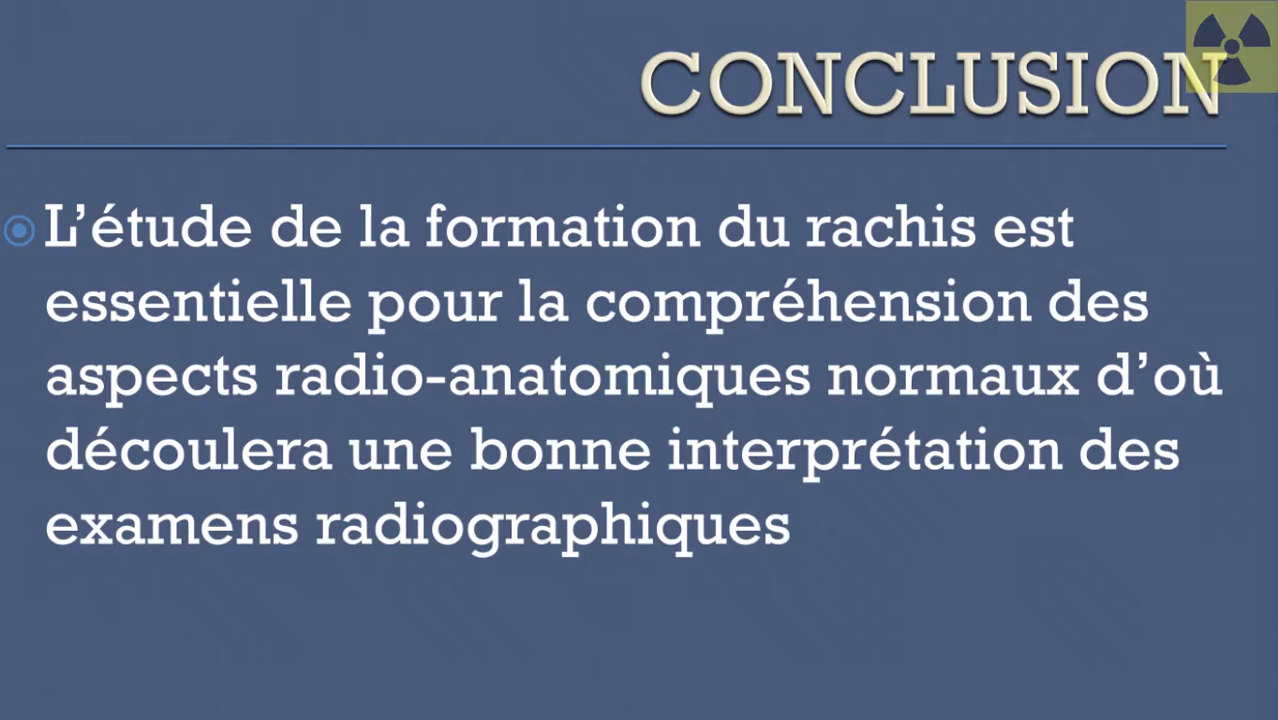 CONCLUSION
L’étude de la formation du rachis est
essentielle pour la compréhension des
aspects radio-anatomiques normaux d’où
découlera une bonne interprétation des
examens radiographiques